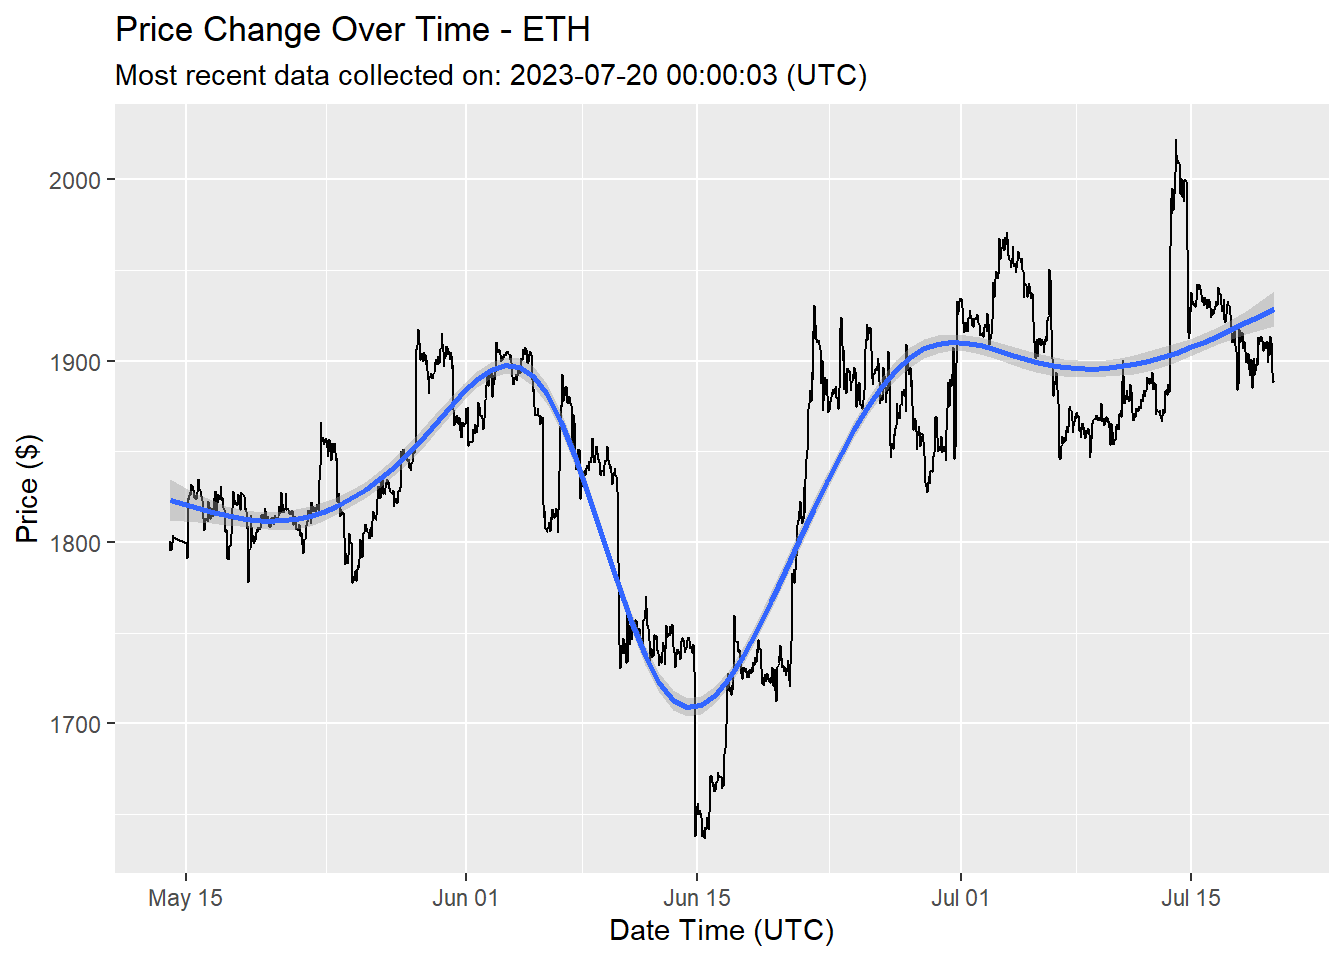 Price Change Over Time - ETH
Most recent data collected on: 2023-07-20 00:00:03 (UTC)
Price ($)
2000
1900
1800
1700
May 15
Jun 01
Jun 15
Jul 01
Jul 15
Date Time (UTC)